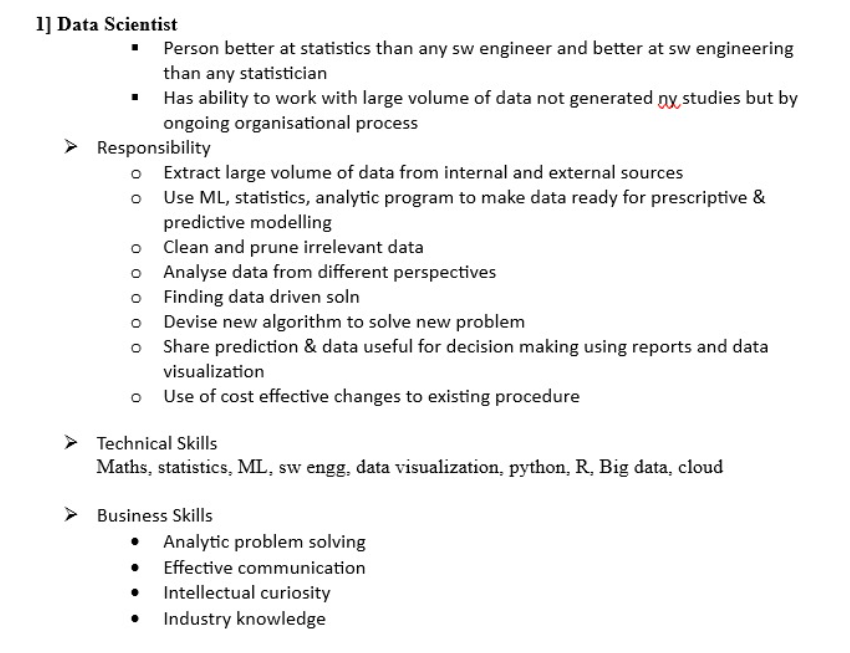 1] Data Scientist
▪ Person better at statistics than any sw engineer and better at sw engineering
than any statistician
▪ Has ability to work with large volume of data not generated ny studies but by
ongoing organisational process
➢ Responsibility
o Extract large volume of data from internal and external sources
o Use ML, statistics, analytic program to make data ready for prescriptive &
predictive modelling
o Clean and prune irrelevant data
o Analyse data from different perspectives
o Finding data driven soln
o Devise new algorithm to solve new problem
o Share prediction & data useful for decision making using reports and data
visualization
o Use of cost effective changes to existing procedure
➢ Technical Skills
Maths, statistics, ML, sw engg, data visualization, python, R, Big data, cloud
➢ Business Skills
• Analytic problem solving
• Effective communication
• Intellectual curiosity
• Industry knowledge